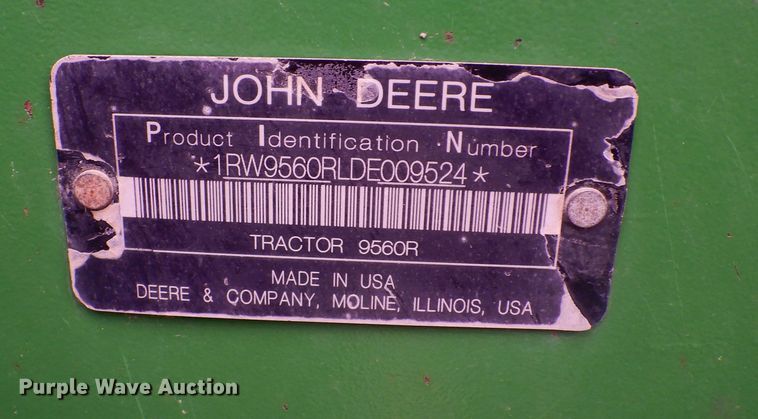 JOHN DEERE
Product Identification Number
*1RW9560RLDE009524*
TRACTOR 9560R
MADE IN USA
DEERE & COMPANY, MOLINE, ILLINOIS, USA
Purple Wave Auction